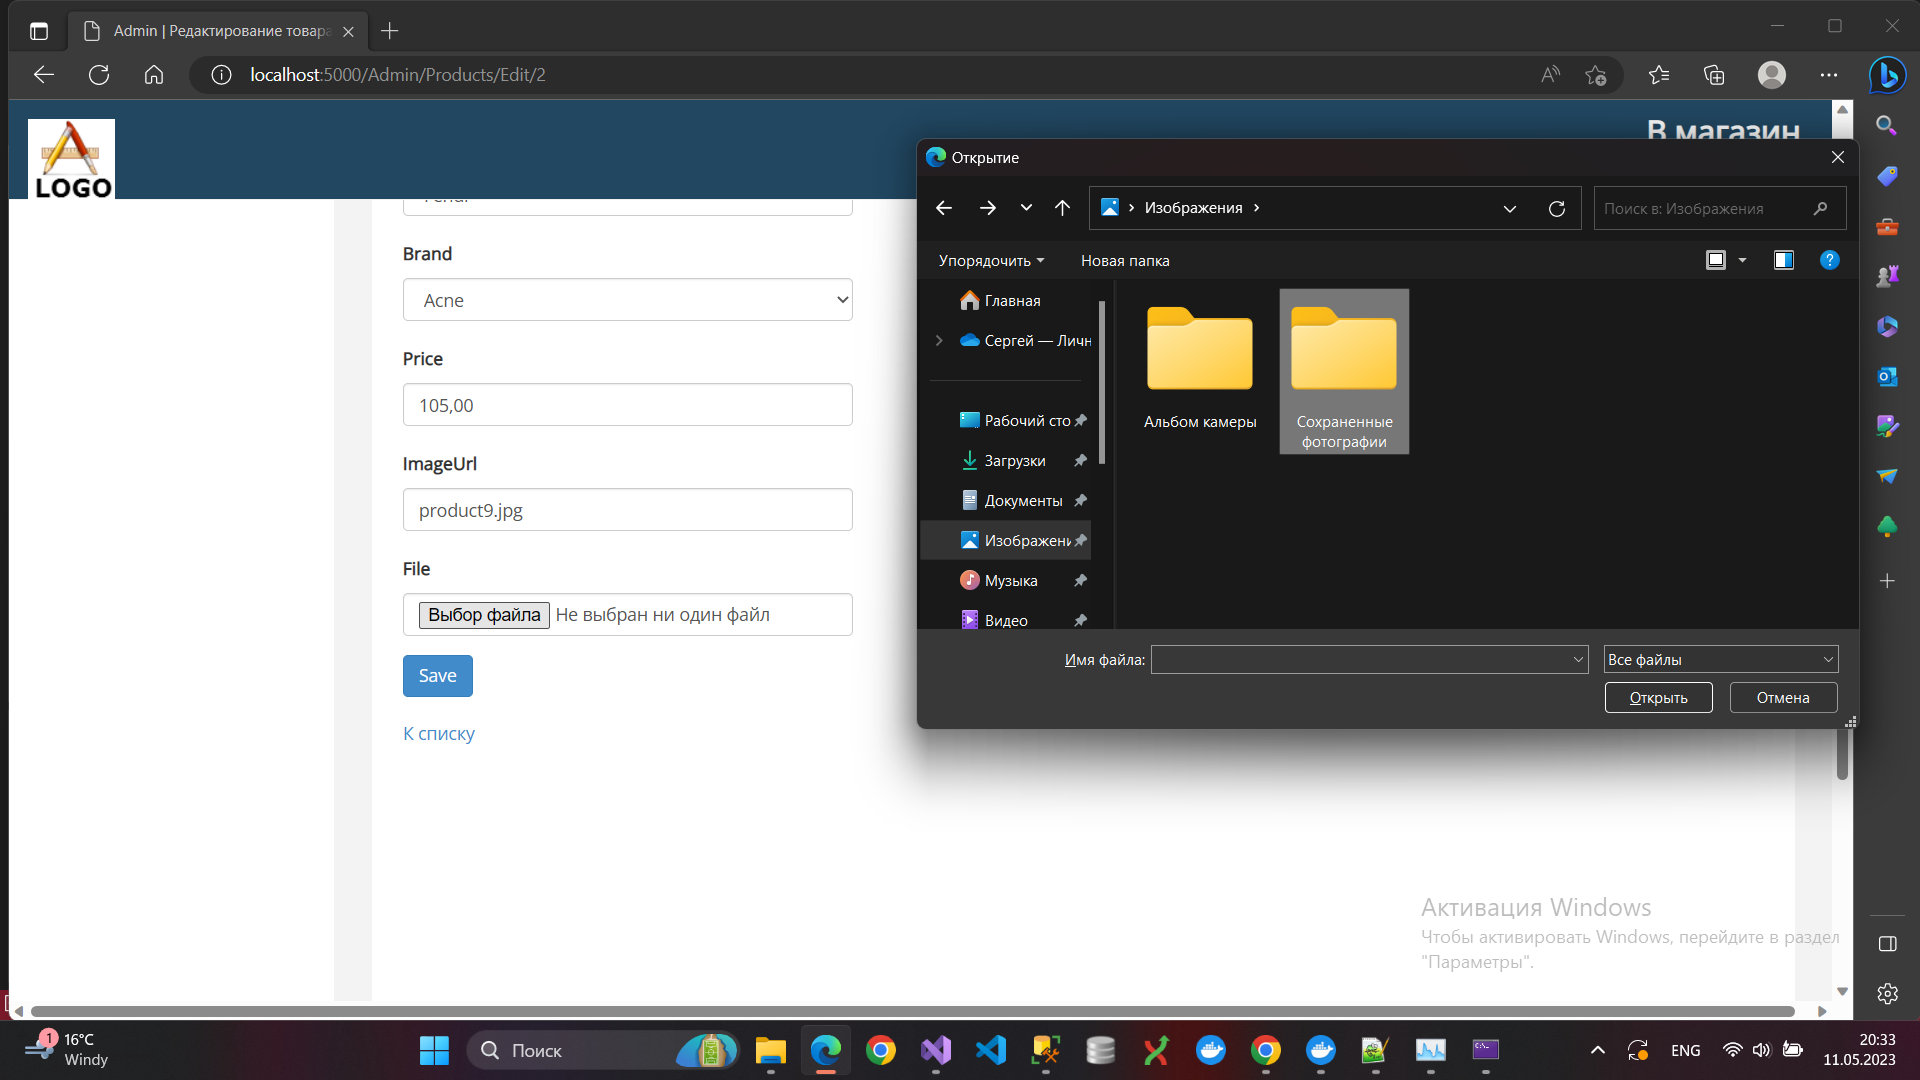 Admin | Редактирование товара
localhost:5000/Admin/Products/Edit/2
LOGO
В магазин
Brand
Acne
Price
105,00
ImageUrl
product9.jpg
File
Выбор файла Не выбран ни один файл
Save
К списку
Открытие
Изображения
Поиск в: Изображения
Упорядочить
Новая папка
Главная
Сергей — Личн
Рабочий сто
Загрузки
Документы
Изображени
Музыка
Видео
Альбом камеры
Сохраненные
фотографии
Имя файла:
Все файлы
Открыть
Отмена
Активация Windows
Чтобы активировать Windows, перейдите в раздел
"Параметры".
1
16°C
Windy
Поиск
ENG
20:33
11.05.2023